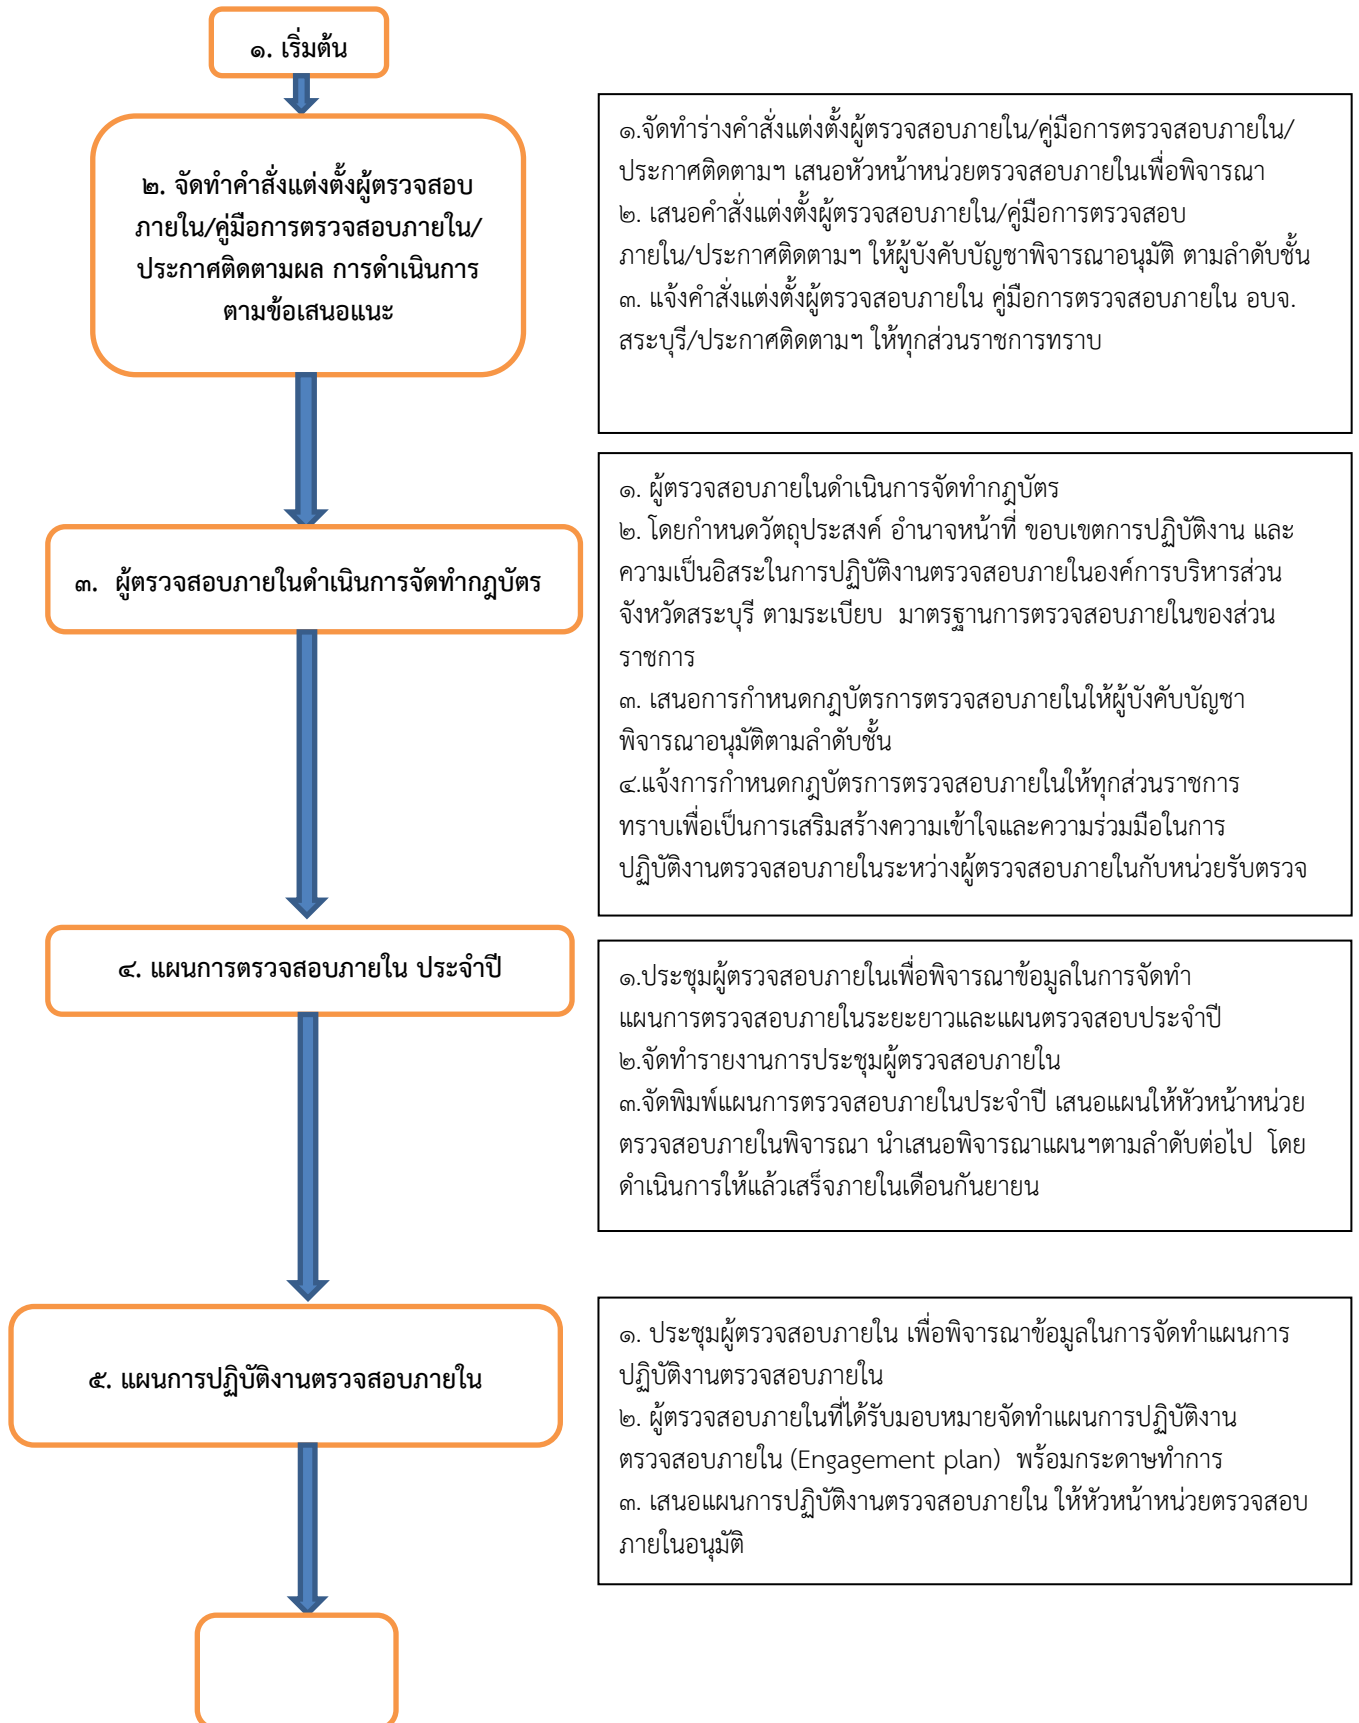 ๑. เริ่มต้น
๒. จัดทำคำสั่งแต่งตั้งผู้ตรวจสอบ
ภายใน/คู่มือการตรวจสอบภายใน/
ประกาศติดตามผล การดำเนินการ
ตามข้อเสนอแนะ
๑.จัดทำร่างคำสั่งแต่งตั้งผู้ตรวจสอบภายใน/คู่มือการตรวจสอบภายใน/
ประกาศติดตามฯ เสนอหัวหน้าหน่วยตรวจสอบภายในเพื่อพิจารณา
๒. เสนอคำสั่งแต่งตั้งผู้ตรวจสอบภายใน/คู่มือการตรวจสอบ
ภายใน/ประกาศติดตามฯ ให้ผู้บังคับบัญชาพิจารณาอนุมัติ ตามลำดับชั้น
๓. แจ้งคำสั่งแต่งตั้งผู้ตรวจสอบภายใน คู่มือการตรวจสอบภายใน อบจ.
สระบุรี/ประกาศติดตามฯ ให้ทุกส่วนราชการทราบ
๓. ผู้ตรวจสอบภายในดำเนินการจัดทำกฎบัตร
๑. ผู้ตรวจสอบภายในดำเนินการจัดทำกฎบัตร
๒. โดยกำหนดวัตถุประสงค์ อำนาจหน้าที่ ขอบเขตการปฏิบัติงาน และ
ความเป็นอิสระในการปฏิบัติงานตรวจสอบภายในองค์การบริหารส่วน
จังหวัดสระบุรี ตามระเบียบ มาตรฐานการตรวจสอบภายในของส่วน
ราชการ
๓. เสนอการกำหนดกฎบัตรการตรวจสอบภายในให้ผู้บังคับบัญชา
พิจารณาอนุมัติตามลำดับชั้น
๔.แจ้งการกำหนดกฎบัตรการตรวจสอบภายในให้ทุกส่วนราชการ
ทราบเพื่อเป็นการเสริมสร้างความเข้าใจและความร่วมมือในการ
ปฏิบัติงานตรวจสอบภายในระหว่างผู้ตรวจสอบภายในกับหน่วยรับตรวจ
๔. แผนการตรวจสอบภายใน ประจำปี
๑.ประชุมผู้ตรวจสอบภายในเพื่อพิจารณาข้อมูลในการจัดทำ
แผนการตรวจสอบภายในระยะยาวและแผนตรวจสอบประจำปี
๒.จัดทำรายงานการประชุมผู้ตรวจสอบภายใน
๓.จัดพิมพ์แผนการตรวจสอบภายในประจำปี เสนอแผนให้หัวหน้าหน่วย
ตรวจสอบภายในพิจารณา นำเสนอพิจารณาแผนฯตามลำดับต่อไป โดย
ดำเนินการให้แล้วเสร็จภายในเดือนกันยายน
๕. แผนการปฏิบัติงานตรวจสอบภายใน
๑. ประชุมผู้ตรวจสอบภายใน เพื่อพิจารณาข้อมูลในการจัดทำแผนการ
ปฏิบัติงานตรวจสอบภายใน
๒. ผู้ตรวจสอบภายในที่ได้รับมอบหมายจัดทำแผนการปฏิบัติงาน
ตรวจสอบภายใน (Engagement plan) พร้อมกระดาษทำการ
๓. เสนอแผนการปฏิบัติงานตรวจสอบภายใน ให้หัวหน้าหน่วยตรวจสอบ
ภายในอนุมัติ